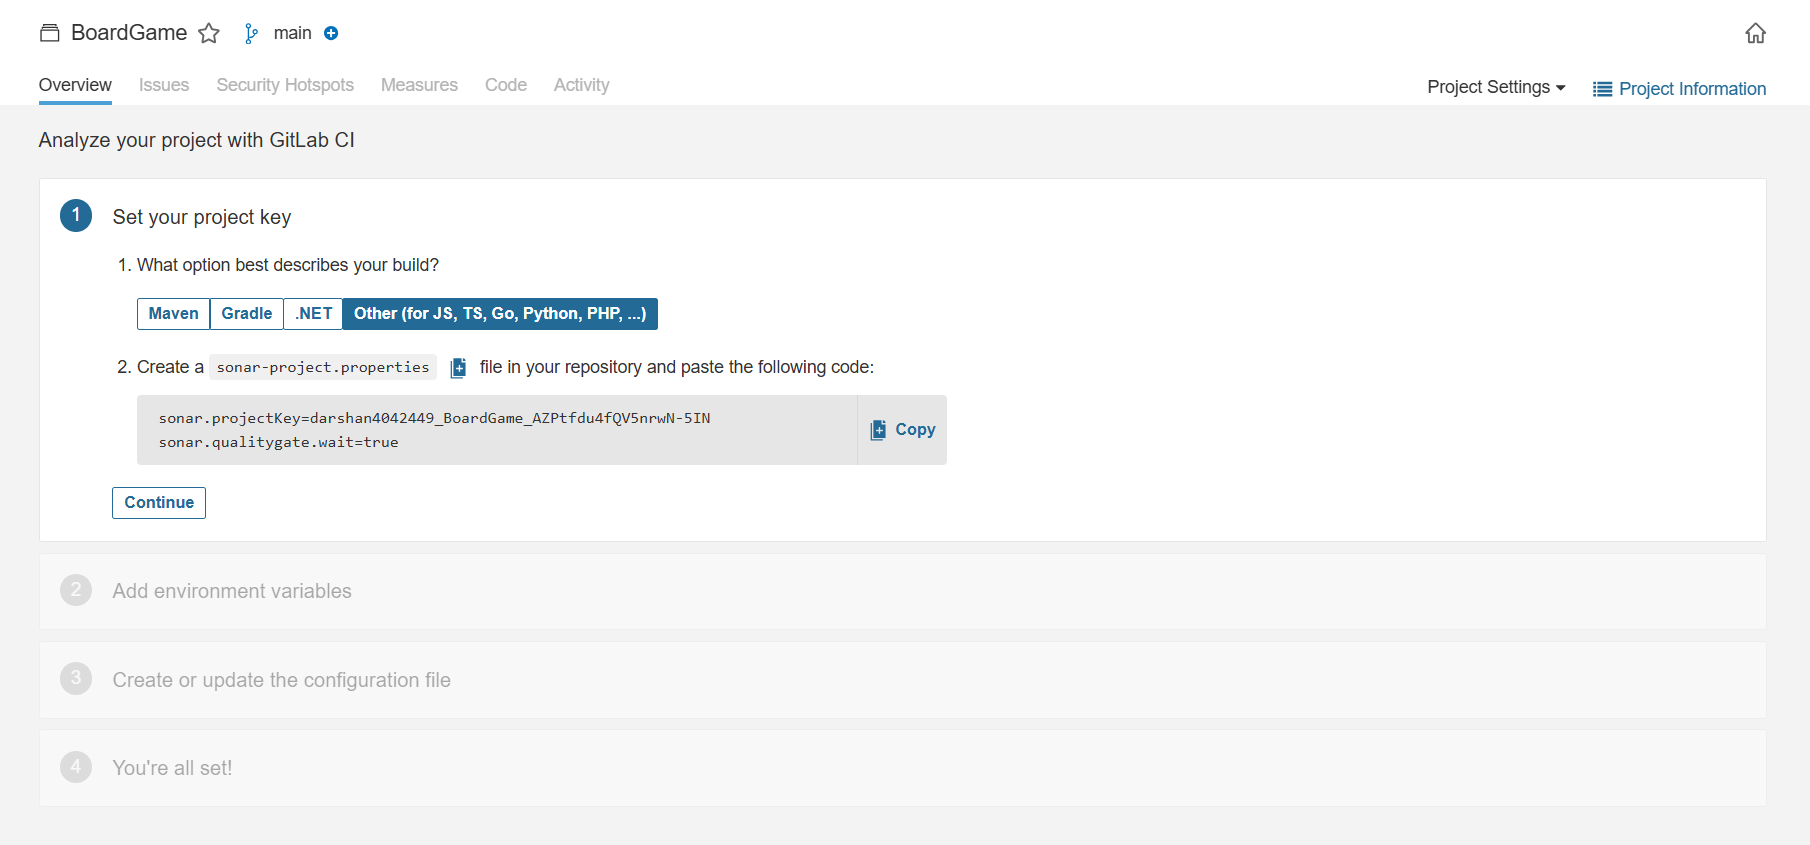 BoardGame main
Overview Issues Security Hotspots Measures Code Activity Project Settings Project Information
Analyze your project with GitLab CI
1 Set your project key
1. What option best describes your build?
Maven Gradle .NET Other (for JS, TS, Go, Python, PHP, ...)
2. Create a sonar-project.properties file in your repository and paste the following code:
sonar.projectKey=darshan4042449_BoardGame_AZPtfdu4fQV5nrwN-5IN
sonar.qualitygate.wait=true
Copy
Continue
2 Add environment variables
3 Create or update the configuration file
4 You're all set!